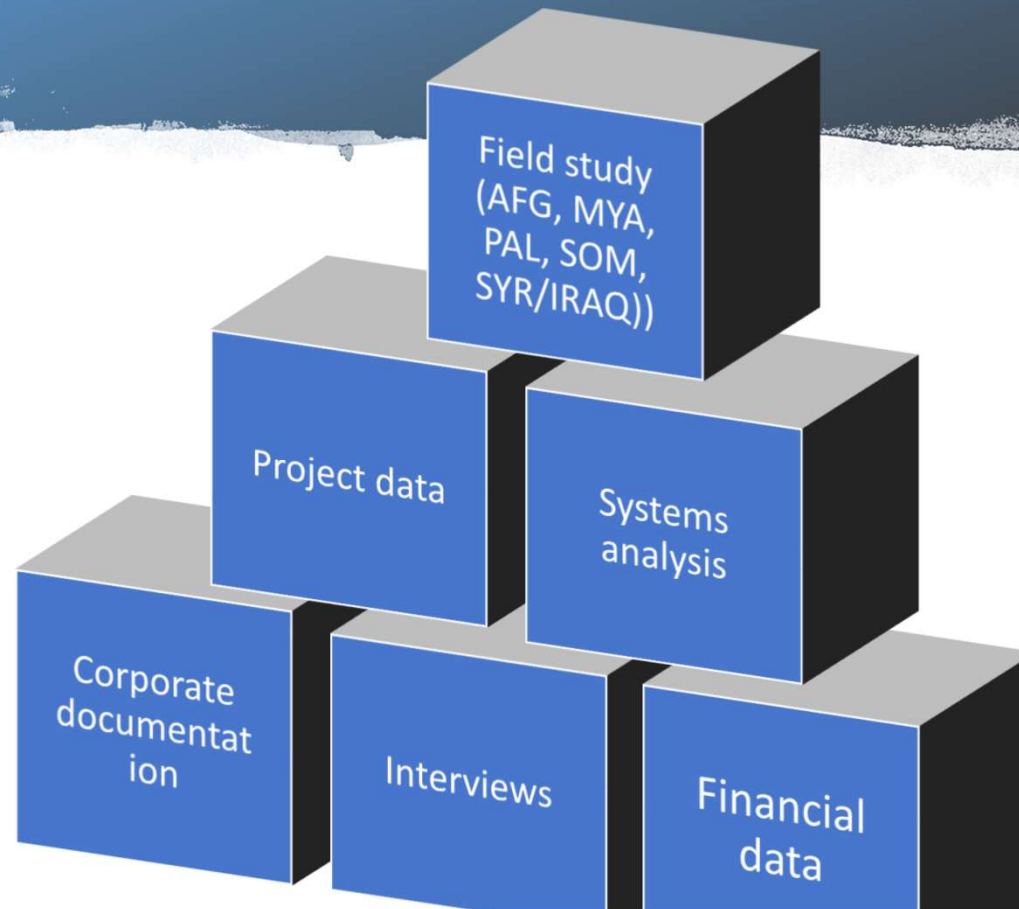 Field study
(AFG, MYA,
PAL, SOM,
SYR/IRAQ))
Project data
Systems
analysis
Corporate
documentat
ion
Interviews
Financial
data